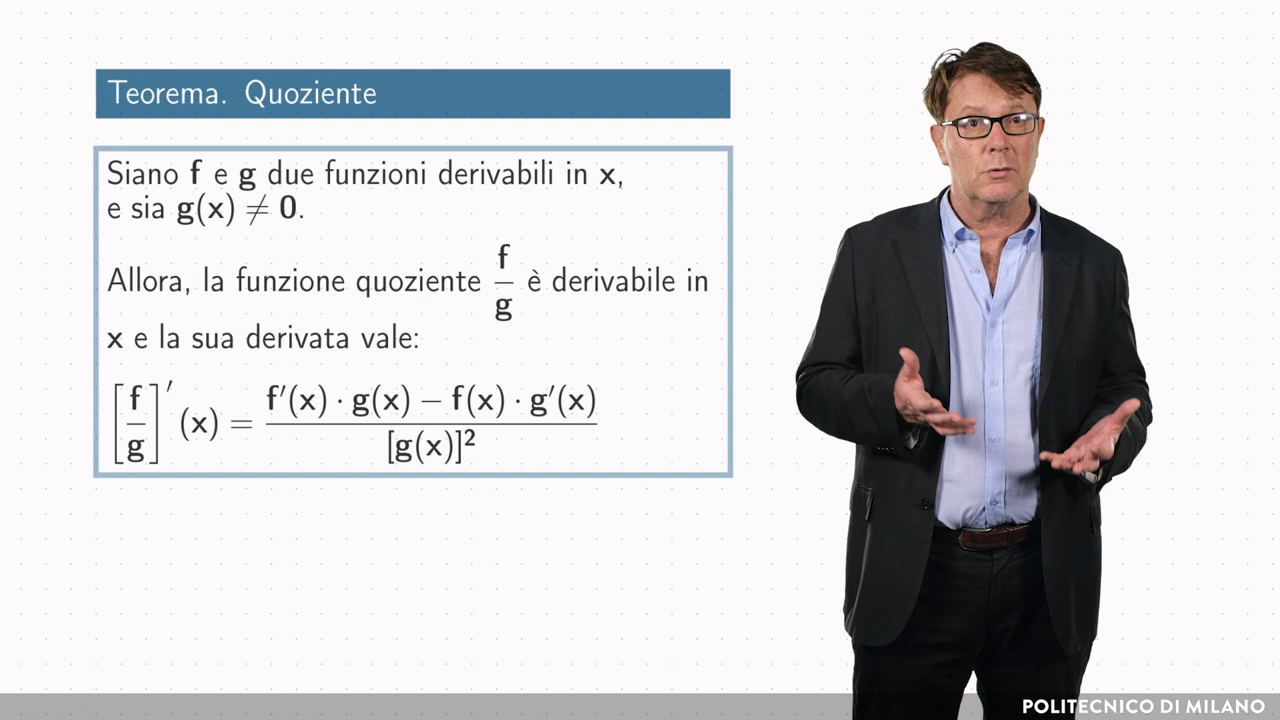 Teorema. Quoziente
Siano f e g due funzioni derivabili in x,
e sia g(x) ≠ 0.
Allora, la funzione quoziente f/g è derivabile in
x e la sua derivata vale:
[f/g]′ (x) = f′(x) · g(x) − f(x) · g′(x) / [g(x)]²
POLITECNICO DI MILANO